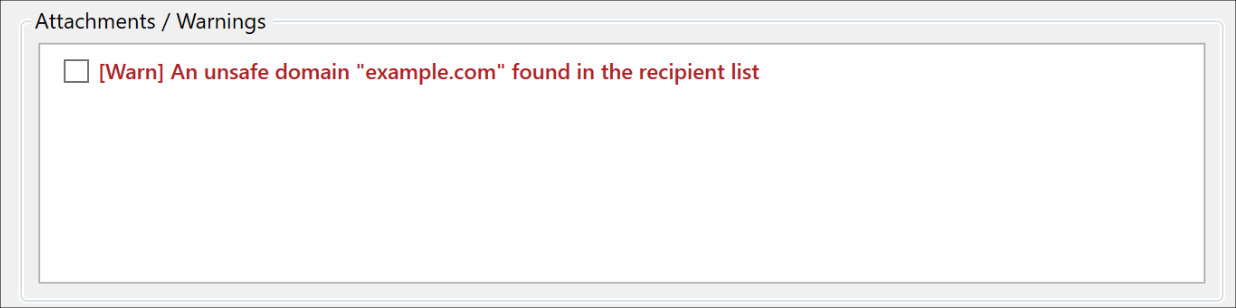 Attachments / Warnings
[Warn] An unsafe domain "example.com" found in the recipient list